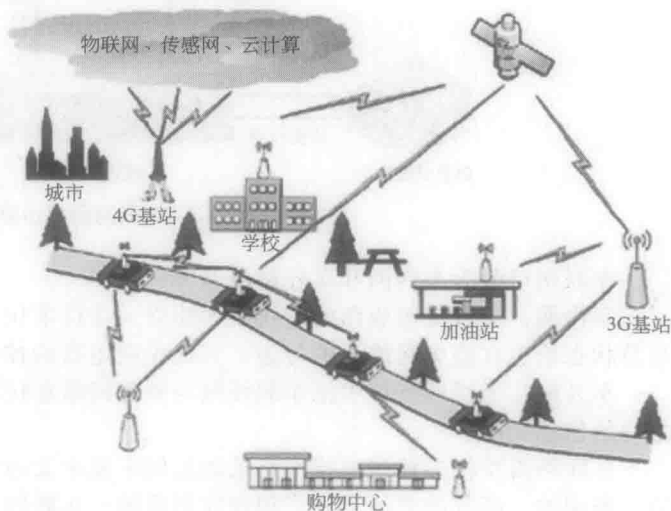 物联网、传感网、云计算
城市
4G基站
学校
加油站
3G基站
购物中心